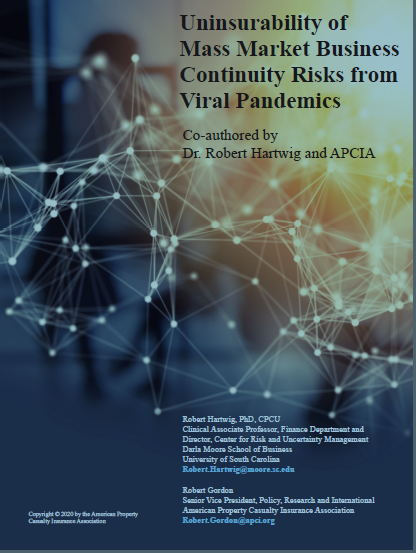 Uninsurability of
Mass Market Business
Continuity Risks from
Viral Pandemics
Co-authored by
Dr. Robert Hartwig and APCIA
Robert Hartwig, PhD, CPCU
Clinical Associate Professor, Finance Department and
Director, Center for Risk and Uncertainty Management
Darla Moore School of Business
University of South Carolina
Robert.Hartwig@moore.sc.edu
Robert Gordon
Senior Vice President, Policy, Research and International
American Property Casualty Insurance Association
Robert.Gordon@apci.org
Copyright © 2020 by the American Property
Casualty Insurance Association